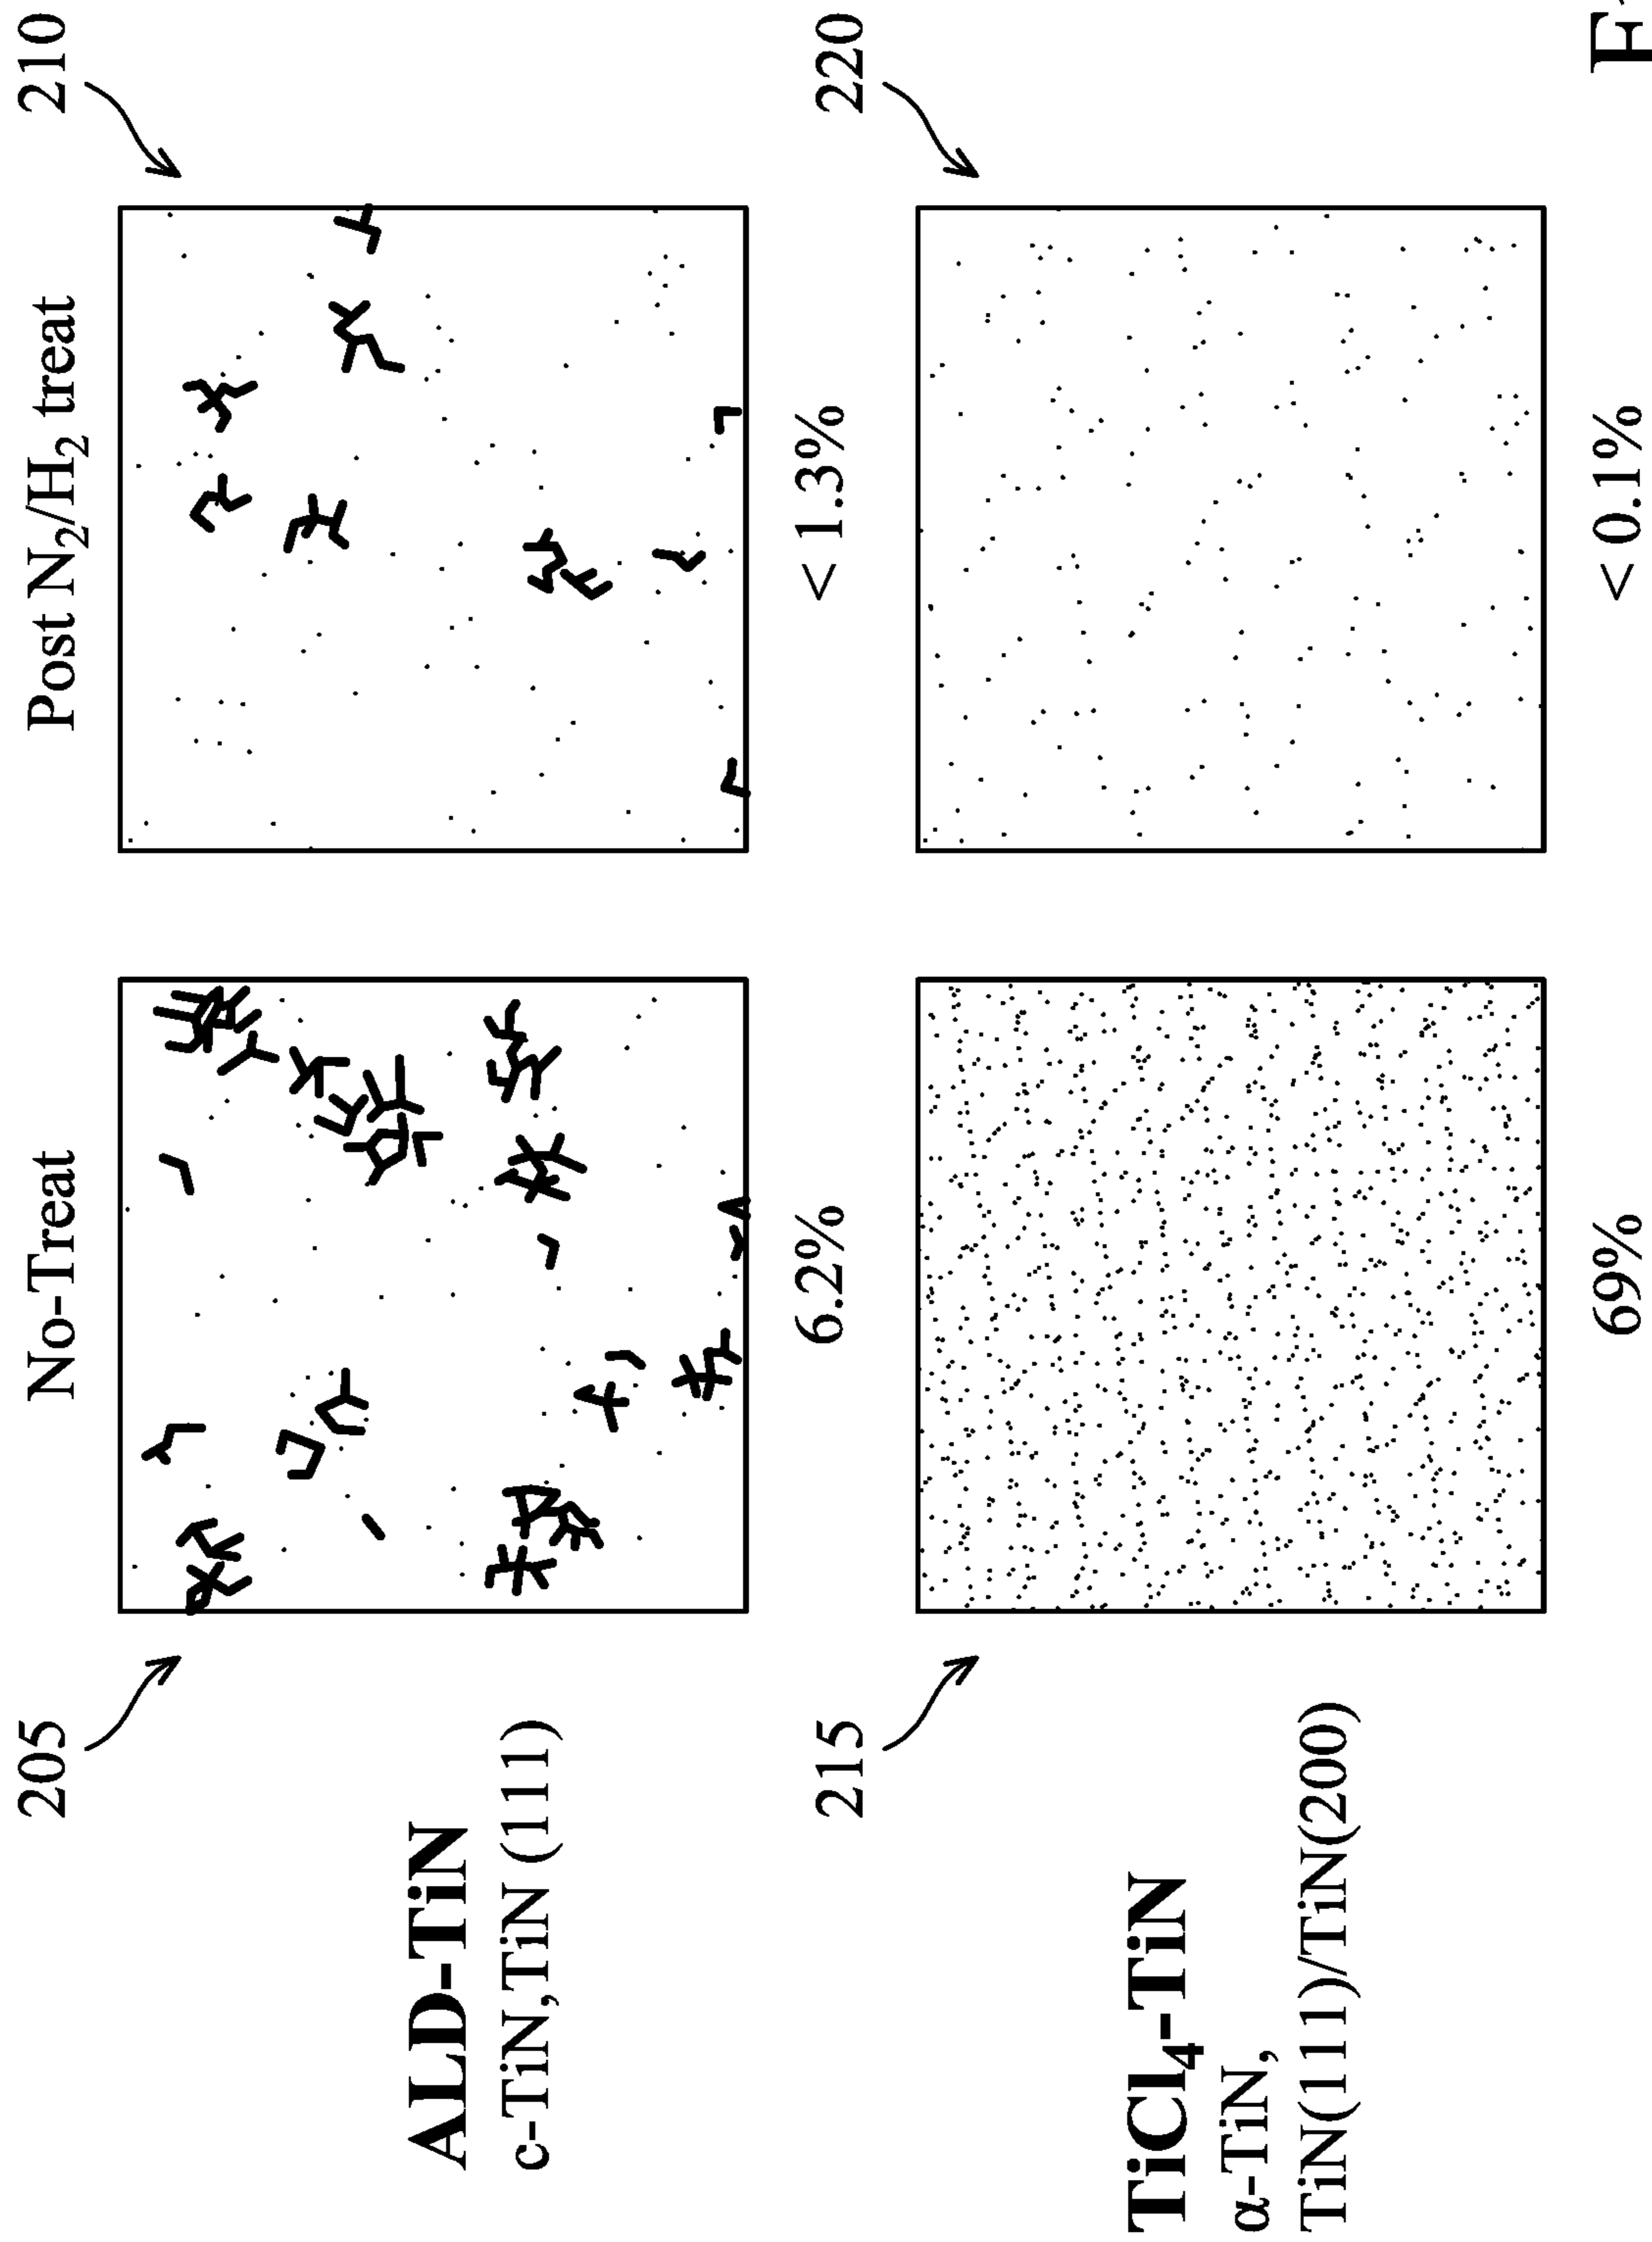 No-Treat
Post N₂/H₂ treat
205
210
ALD-TiN
c-TiN,TiN (111)
6.2%
< 1.3%
215
220
TiCl₄-TiN
α-TiN,
TiN(111)/TiN(200)
69%
< 0.1%